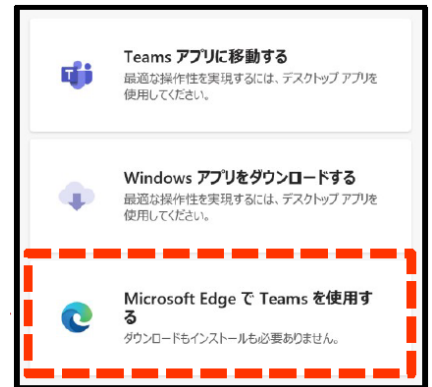 Teams アプリに移動する
最適な操作性を実現するには、デスクトップ アプリを
使用してください。
Windows アプリをダウンロードする
最適な操作性を実現するには、デスクトップ アプリを
使用してください。
Microsoft Edge で Teams を使用す
る
ダウンロードもインストールも必要ありません。